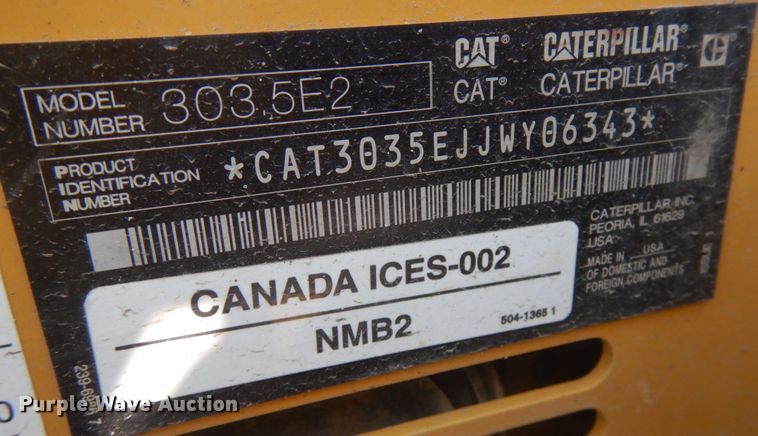 CAT® CATERPILLAR®
CAT® CATERPILLAR®
MODEL NUMBER 303.5E2
PRODUCT
IDENTIFICATION
NUMBER
*CAT3035EJJWY06343*
CATERPILLAR INC.
PEORIA, IL 61629
USA
MADE IN USA
OF DOMESTIC AND
FOREIGN COMPONENTS
CANADA ICES-002
NMB2
504-1365 1
Purple Wave Auction